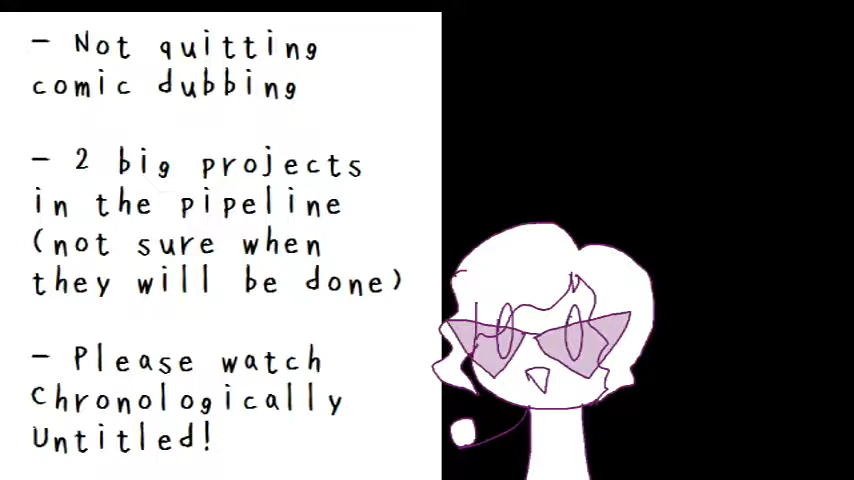 - Not quitting
comic dubbing
- 2 big projects
in the pipeline
(not sure when
they will be done)
- Please watch
Chronologically
Untitled!